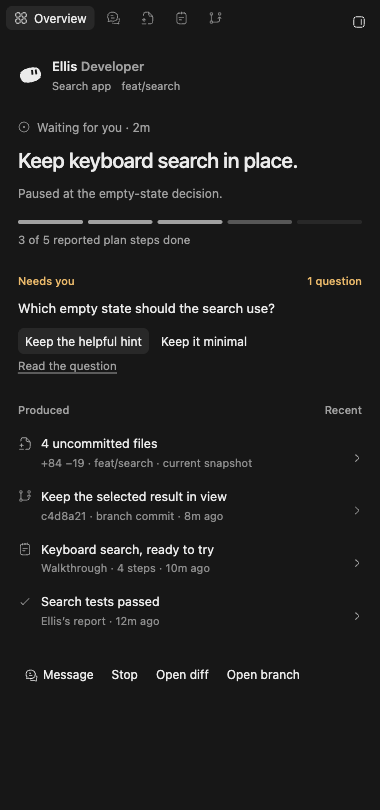 Overview
Ellis Developer
Search app feat/search
Waiting for you · 2m
Keep keyboard search in place.
Paused at the empty-state decision.
3 of 5 reported plan steps done
Needs you 1 question
Which empty state should the search use?
Keep the helpful hint Keep it minimal
Read the question
Produced Recent
4 uncommitted files
+84 −19 · feat/search · current snapshot
Keep the selected result in view
c4d8a21 · branch commit · 8m ago
Keyboard search, ready to try
Walkthrough · 4 steps · 10m ago
Search tests passed
Ellis's report · 12m ago
Message Stop Open diff Open branch